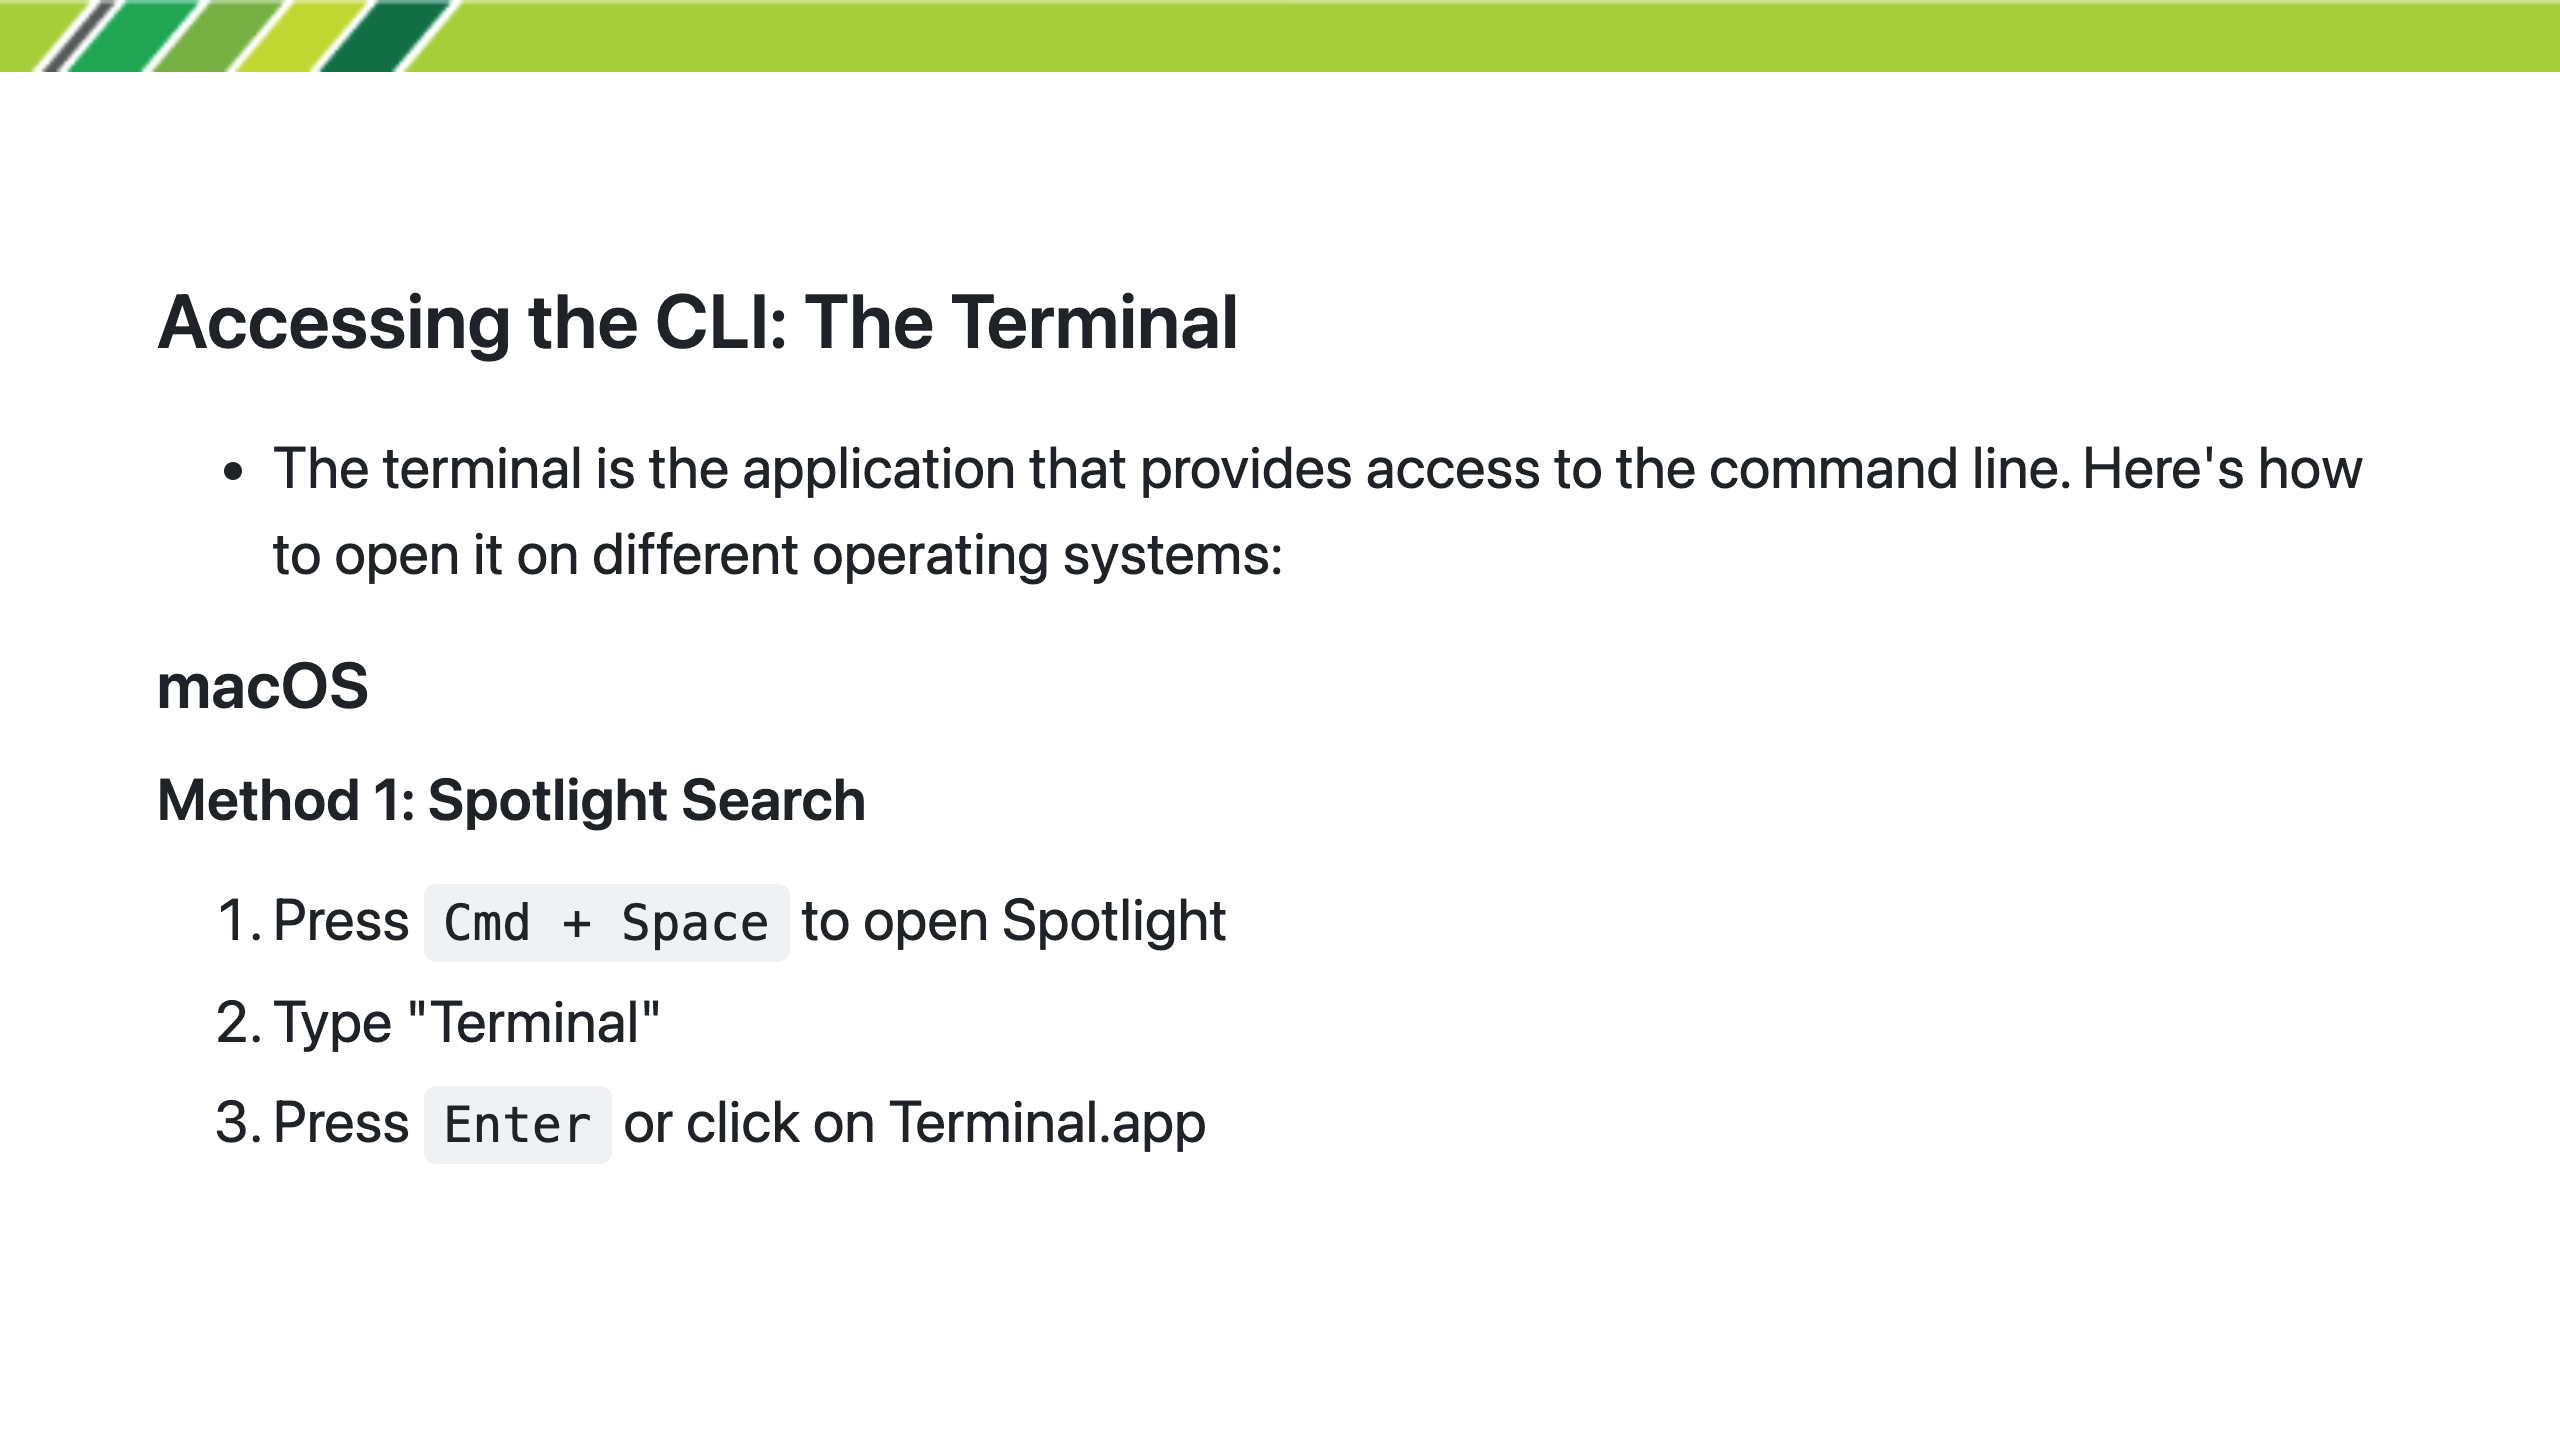 Accessing the CLI: The Terminal
• The terminal is the application that provides access to the command line. Here's how
to open it on different operating systems:
macOS
Method 1: Spotlight Search
1. Press Cmd + Space to open Spotlight
2. Type "Terminal"
3. Press Enter or click on Terminal.app